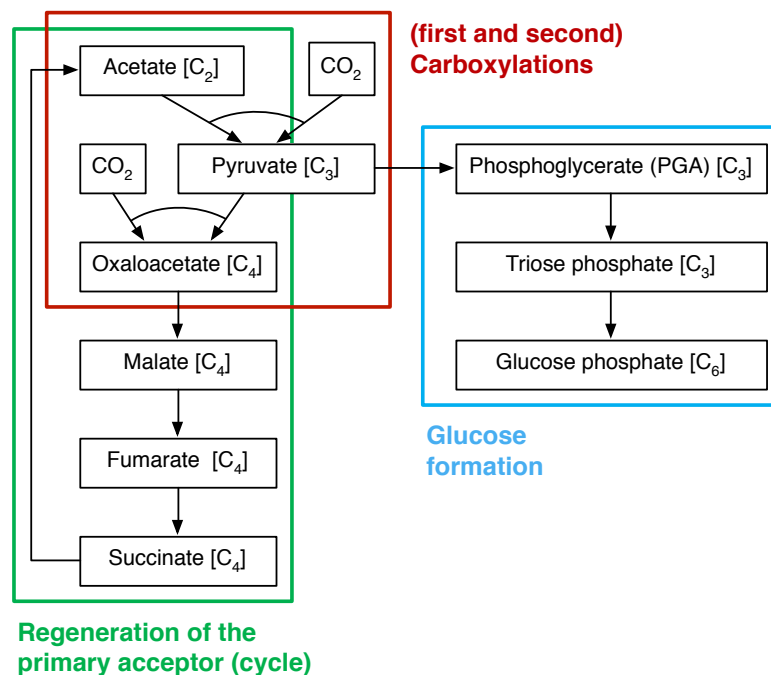 (first and second)
Carboxylations
Acetate [C₂]
CO₂
CO₂
Pyruvate [C₃]
Phosphoglycerate (PGA) [C₃]
Oxaloacetate [C₄]
Triose phosphate [C₃]
Malate [C₄]
Glucose phosphate [C₆]
Glucose
formation
Fumarate [C₄]
Succinate [C₄]
Regeneration of the
primary acceptor (cycle)